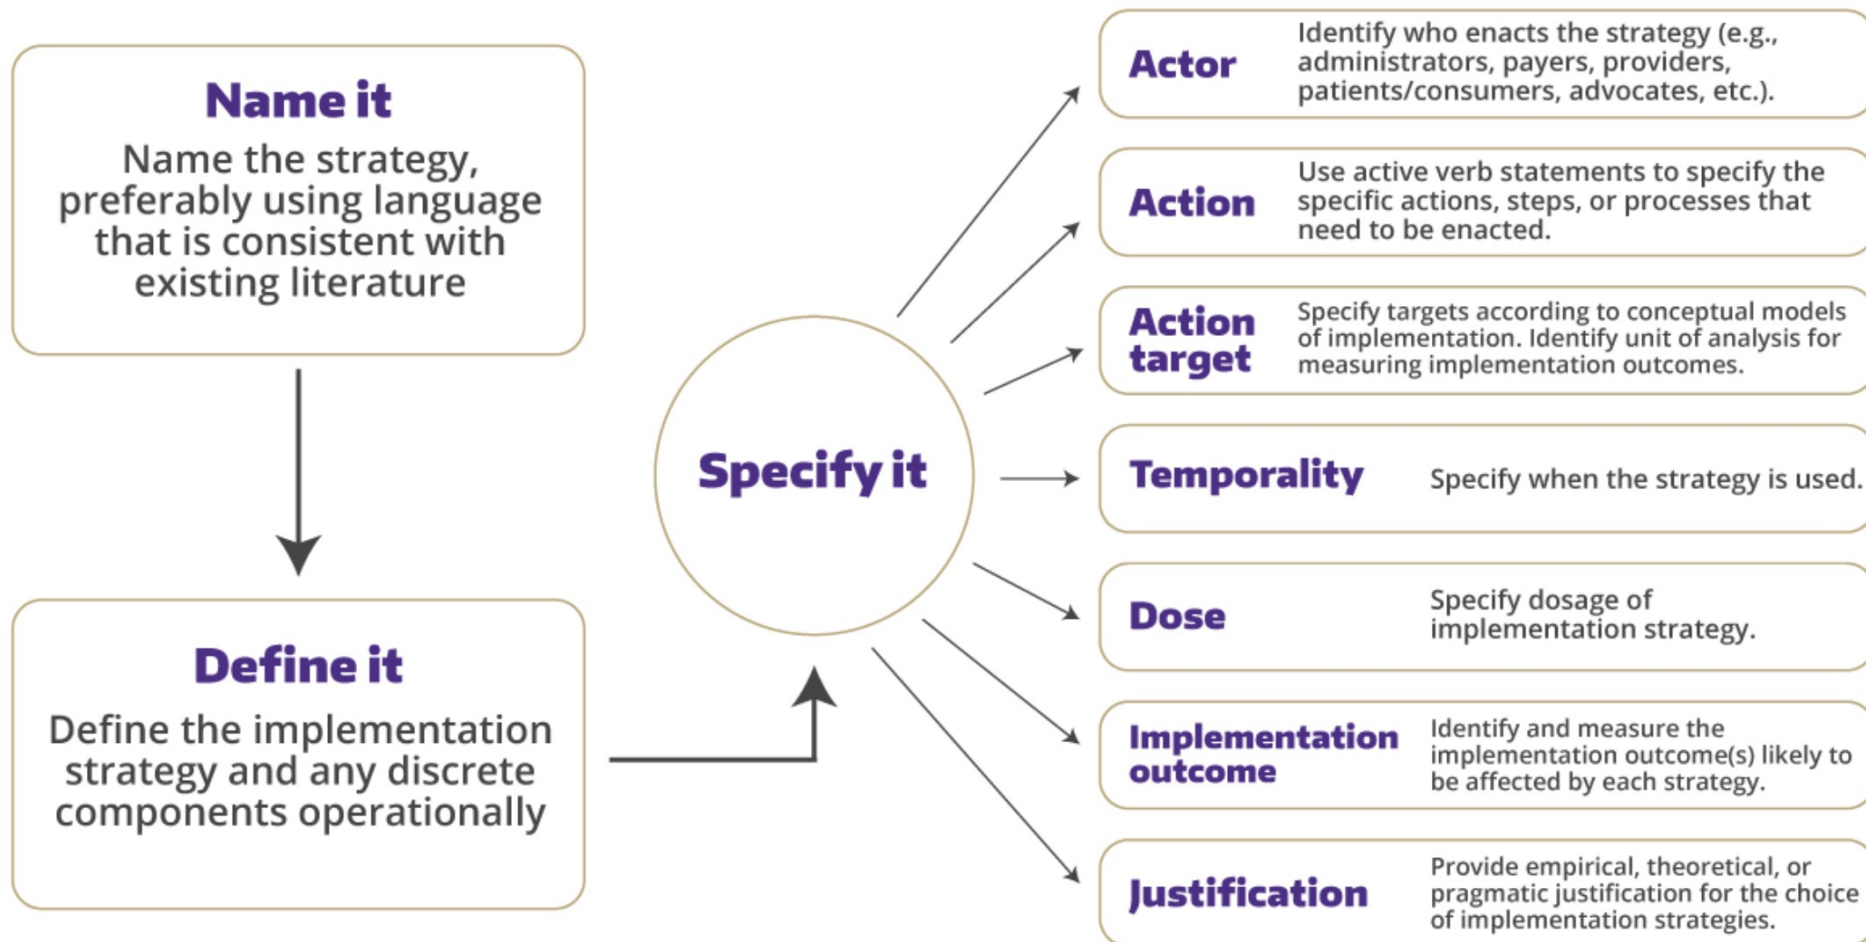 Name it
Name the strategy,
preferably using language
that is consistent with
existing literature
Define it
Define the implementation
strategy and any discrete
components operationally
Specify it
Actor
Identify who enacts the strategy (e.g.,
administrators, payers, providers,
patients/consumers, advocates, etc.).
Action
Use active verb statements to specify the
specific actions, steps, or processes that
need to be enacted.
Action
target
Specify targets according to conceptual models
of implementation. Identify unit of analysis for
measuring implementation outcomes.
Temporality
Specify when the strategy is used.
Dose
Specify dosage of
implementation strategy.
Implementation
outcome
Identify and measure the
implementation outcome(s) likely to
be affected by each strategy.
Justification
Provide empirical, theoretical, or
pragmatic justification for the choice
of implementation strategies.